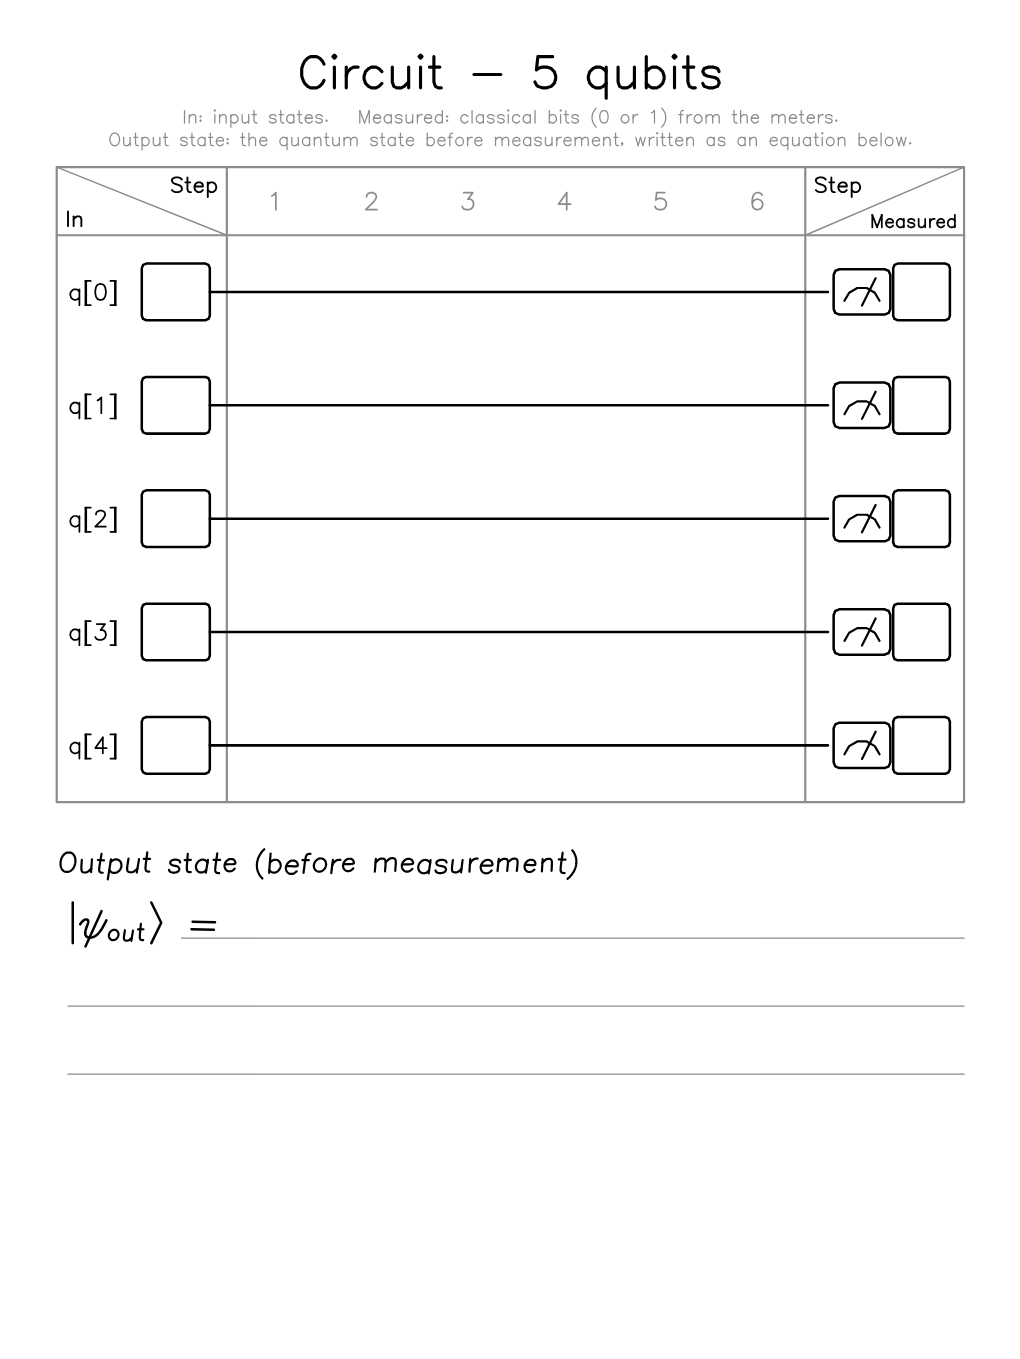 Circuit – 5 qubits
In: input states. Measured: classical bits (0 or 1) from the meters.
Output state: the quantum state before measurement, written as an equation below.
Step 1 2 3 4 5 6 Step
In Measured
q[0]
q[1]
q[2]
q[3]
q[4]
Output state (before measurement)
|ψout⟩ =